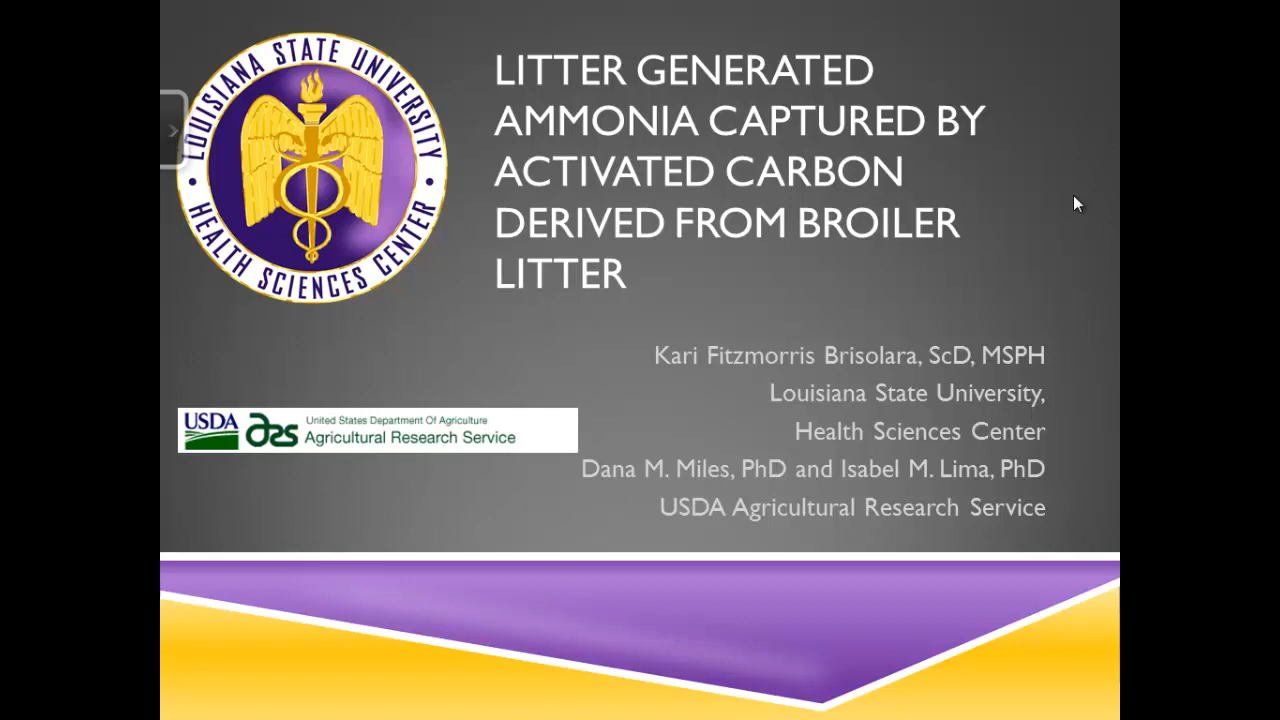 LOUISIANA STATE UNIVERSITY
HEALTH SCIENCES CENTER
LITTER GENERATED
AMMONIA CAPTURED BY
ACTIVATED CARBON
DERIVED FROM BROILER
LITTER
Kari Fitzmorris Brisolara, ScD, MSPH
Louisiana State University,
Health Sciences Center
USDA ars United States Department Of Agriculture
Agricultural Research Service
Dana M. Miles, PhD and Isabel M. Lima, PhD
USDA Agricultural Research Service